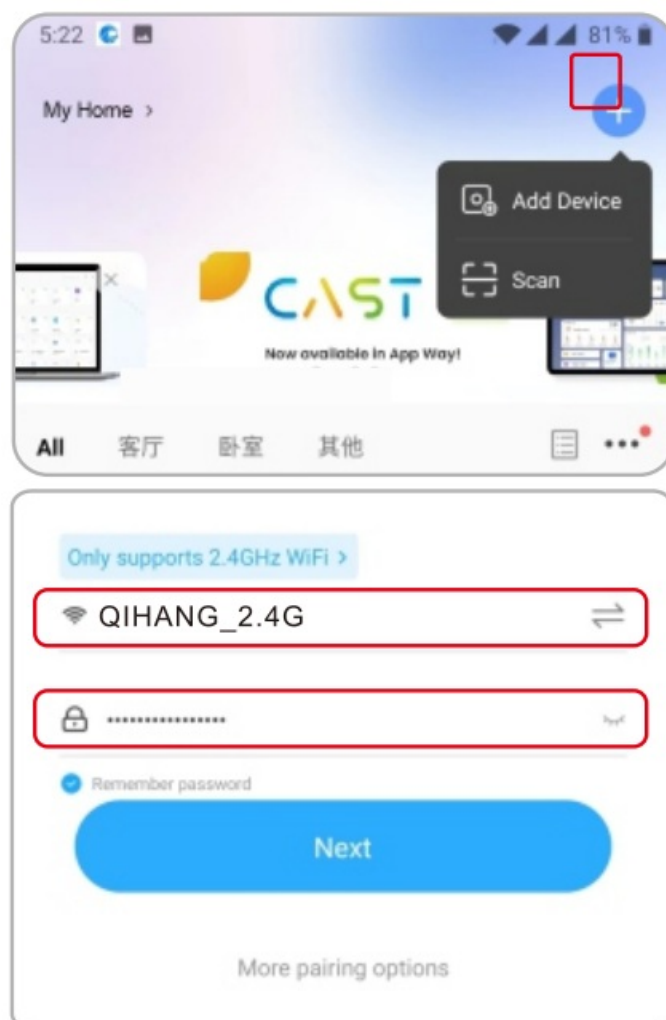 5:22
81%
My Home >
Add Device
Scan
CAST
Now available in App Way!
All 客厅 卧室 其他
Only supports 2.4GHz WiFi >
QIHANG_2.4G
Remember password
Next
More pairing options